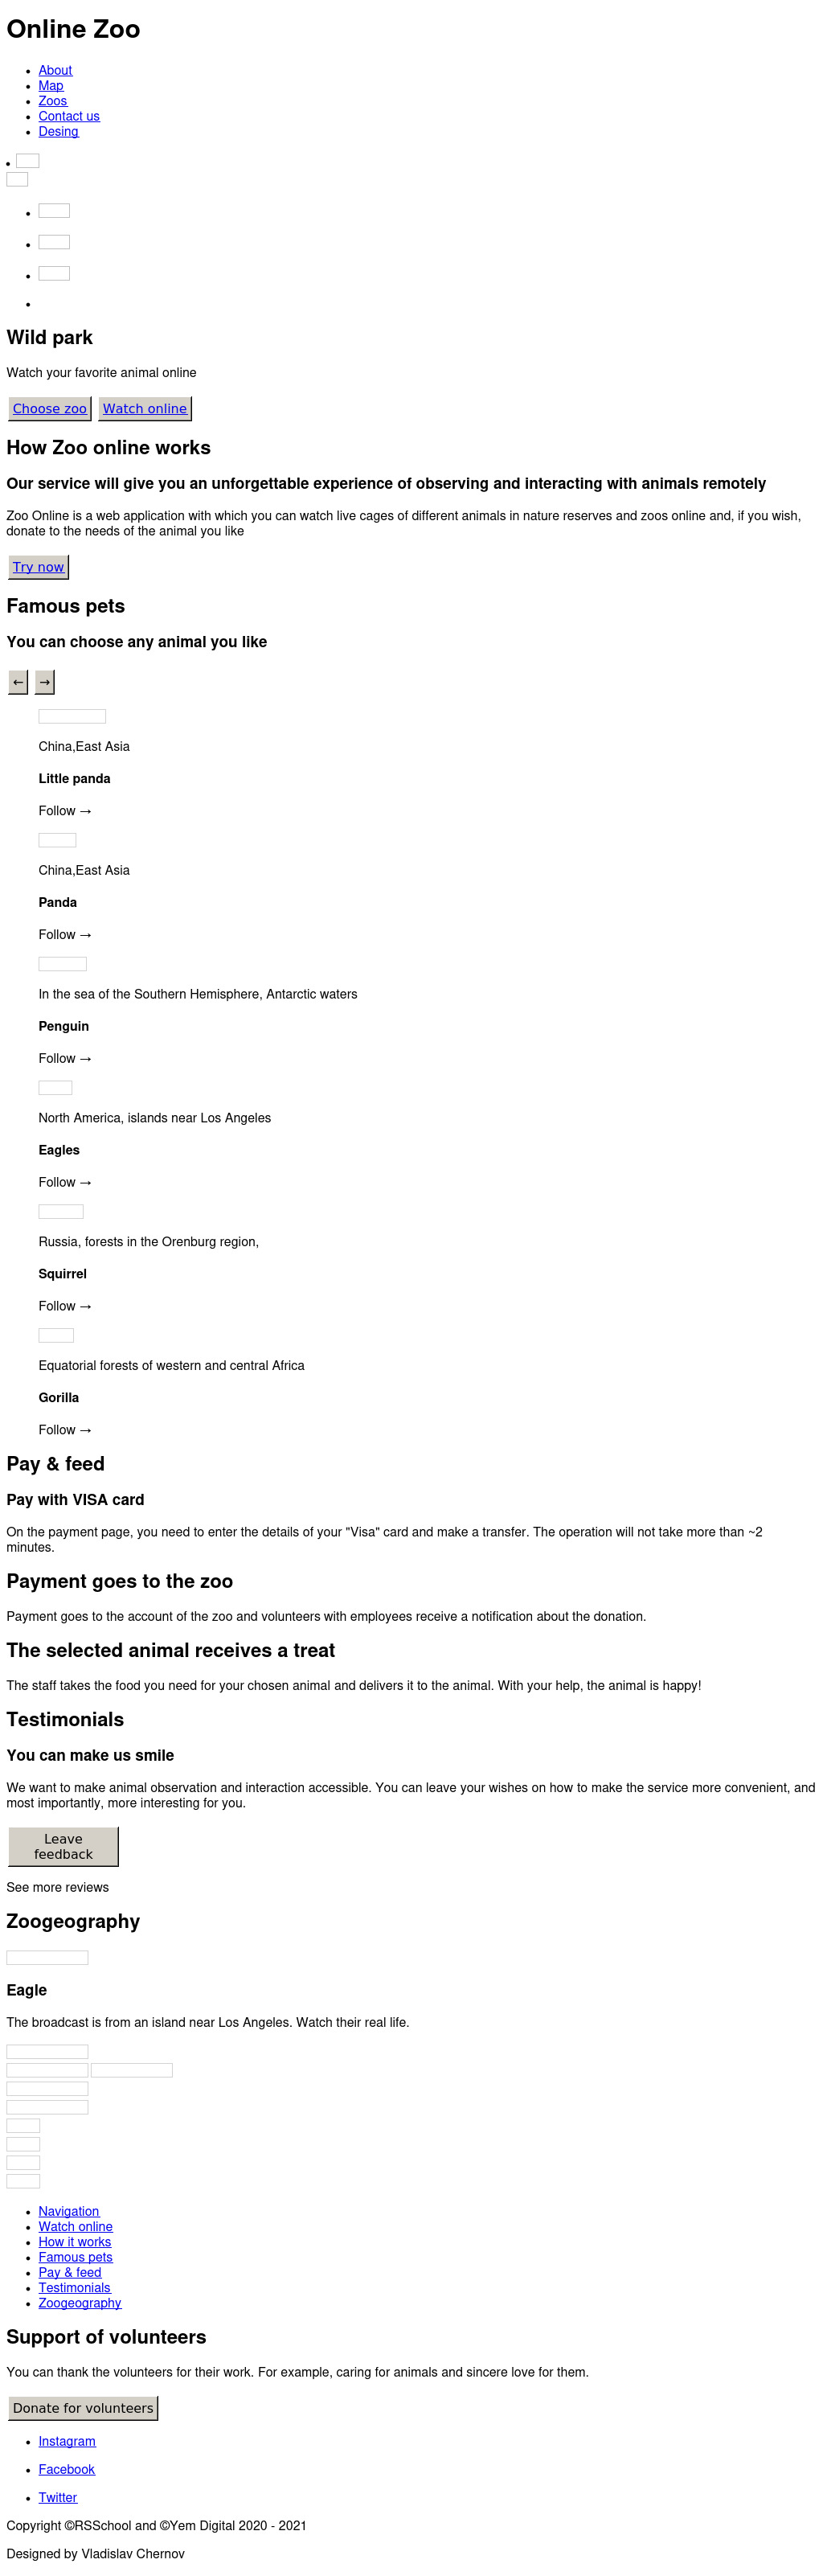 Online Zoo
About
Map
Zoos
Contact us
Desing
Wild park
Watch your favorite animal online
Choose zoo Watch online
How Zoo online works
Our service will give you an unforgettable experience of observing and interacting with animals remotely
Zoo Online is a web application with which you can watch live cages of different animals in nature reserves and zoos online and, if you wish,
donate to the needs of the animal you like
Try now
Famous pets
You can choose any animal you like
← →
China,East Asia
Little panda
Follow →
China,East Asia
Panda
Follow →
In the sea of the Southern Hemisphere, Antarctic waters
Penguin
Follow →
North America, islands near Los Angeles
Eagles
Follow →
Russia, forests in the Orenburg region,
Squirrel
Follow →
Equatorial forests of western and central Africa
Gorilla
Follow →
Pay & feed
Pay with VISA card
On the payment page, you need to enter the details of your "Visa" card and make a transfer. The operation will not take more than ~2
minutes.
Payment goes to the zoo
Payment goes to the account of the zoo and volunteers with employees receive a notification about the donation.
The selected animal receives a treat
The staff takes the food you need for your chosen animal and delivers it to the animal. With your help, the animal is happy!
Testimonials
You can make us smile
We want to make animal observation and interaction accessible. You can leave your wishes on how to make the service more convenient, and
most importantly, more interesting for you.
Leave
feedback
See more reviews
Zoogeography
Eagle
The broadcast is from an island near Los Angeles. Watch their real life.
Navigation
Watch online
How it works
Famous pets
Pay & feed
Testimonials
Zoogeography
Support of volunteers
You can thank the volunteers for their work. For example, caring for animals and sincere love for them.
Donate for volunteers
Instagram
Facebook
Twitter
Copyright ©RSSchool and ©Yem Digital 2020 - 2021
Designed by Vladislav Chernov